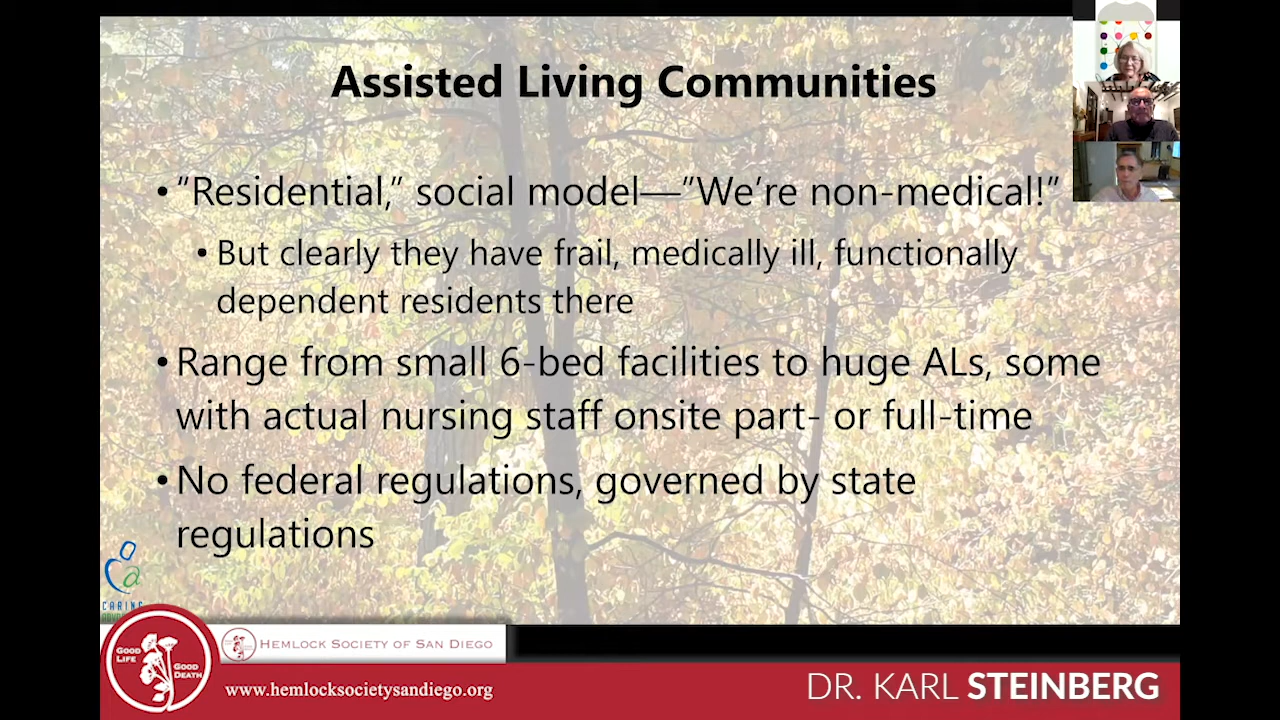 Assisted Living Communities
• "Residential," social model—"We're non-medical!"
• But clearly they have frail, medically ill, functionally
dependent residents there
• Range from small 6-bed facilities to huge ALs, some
with actual nursing staff onsite part- or full-time
• No federal regulations, governed by state
regulations
CARING
GOOD
LIFE
GOOD
DEATH
HEMLOCK SOCIETY OF SAN DIEGO
www.hemlocksocietysandiego.org
DR. KARL STEINBERG